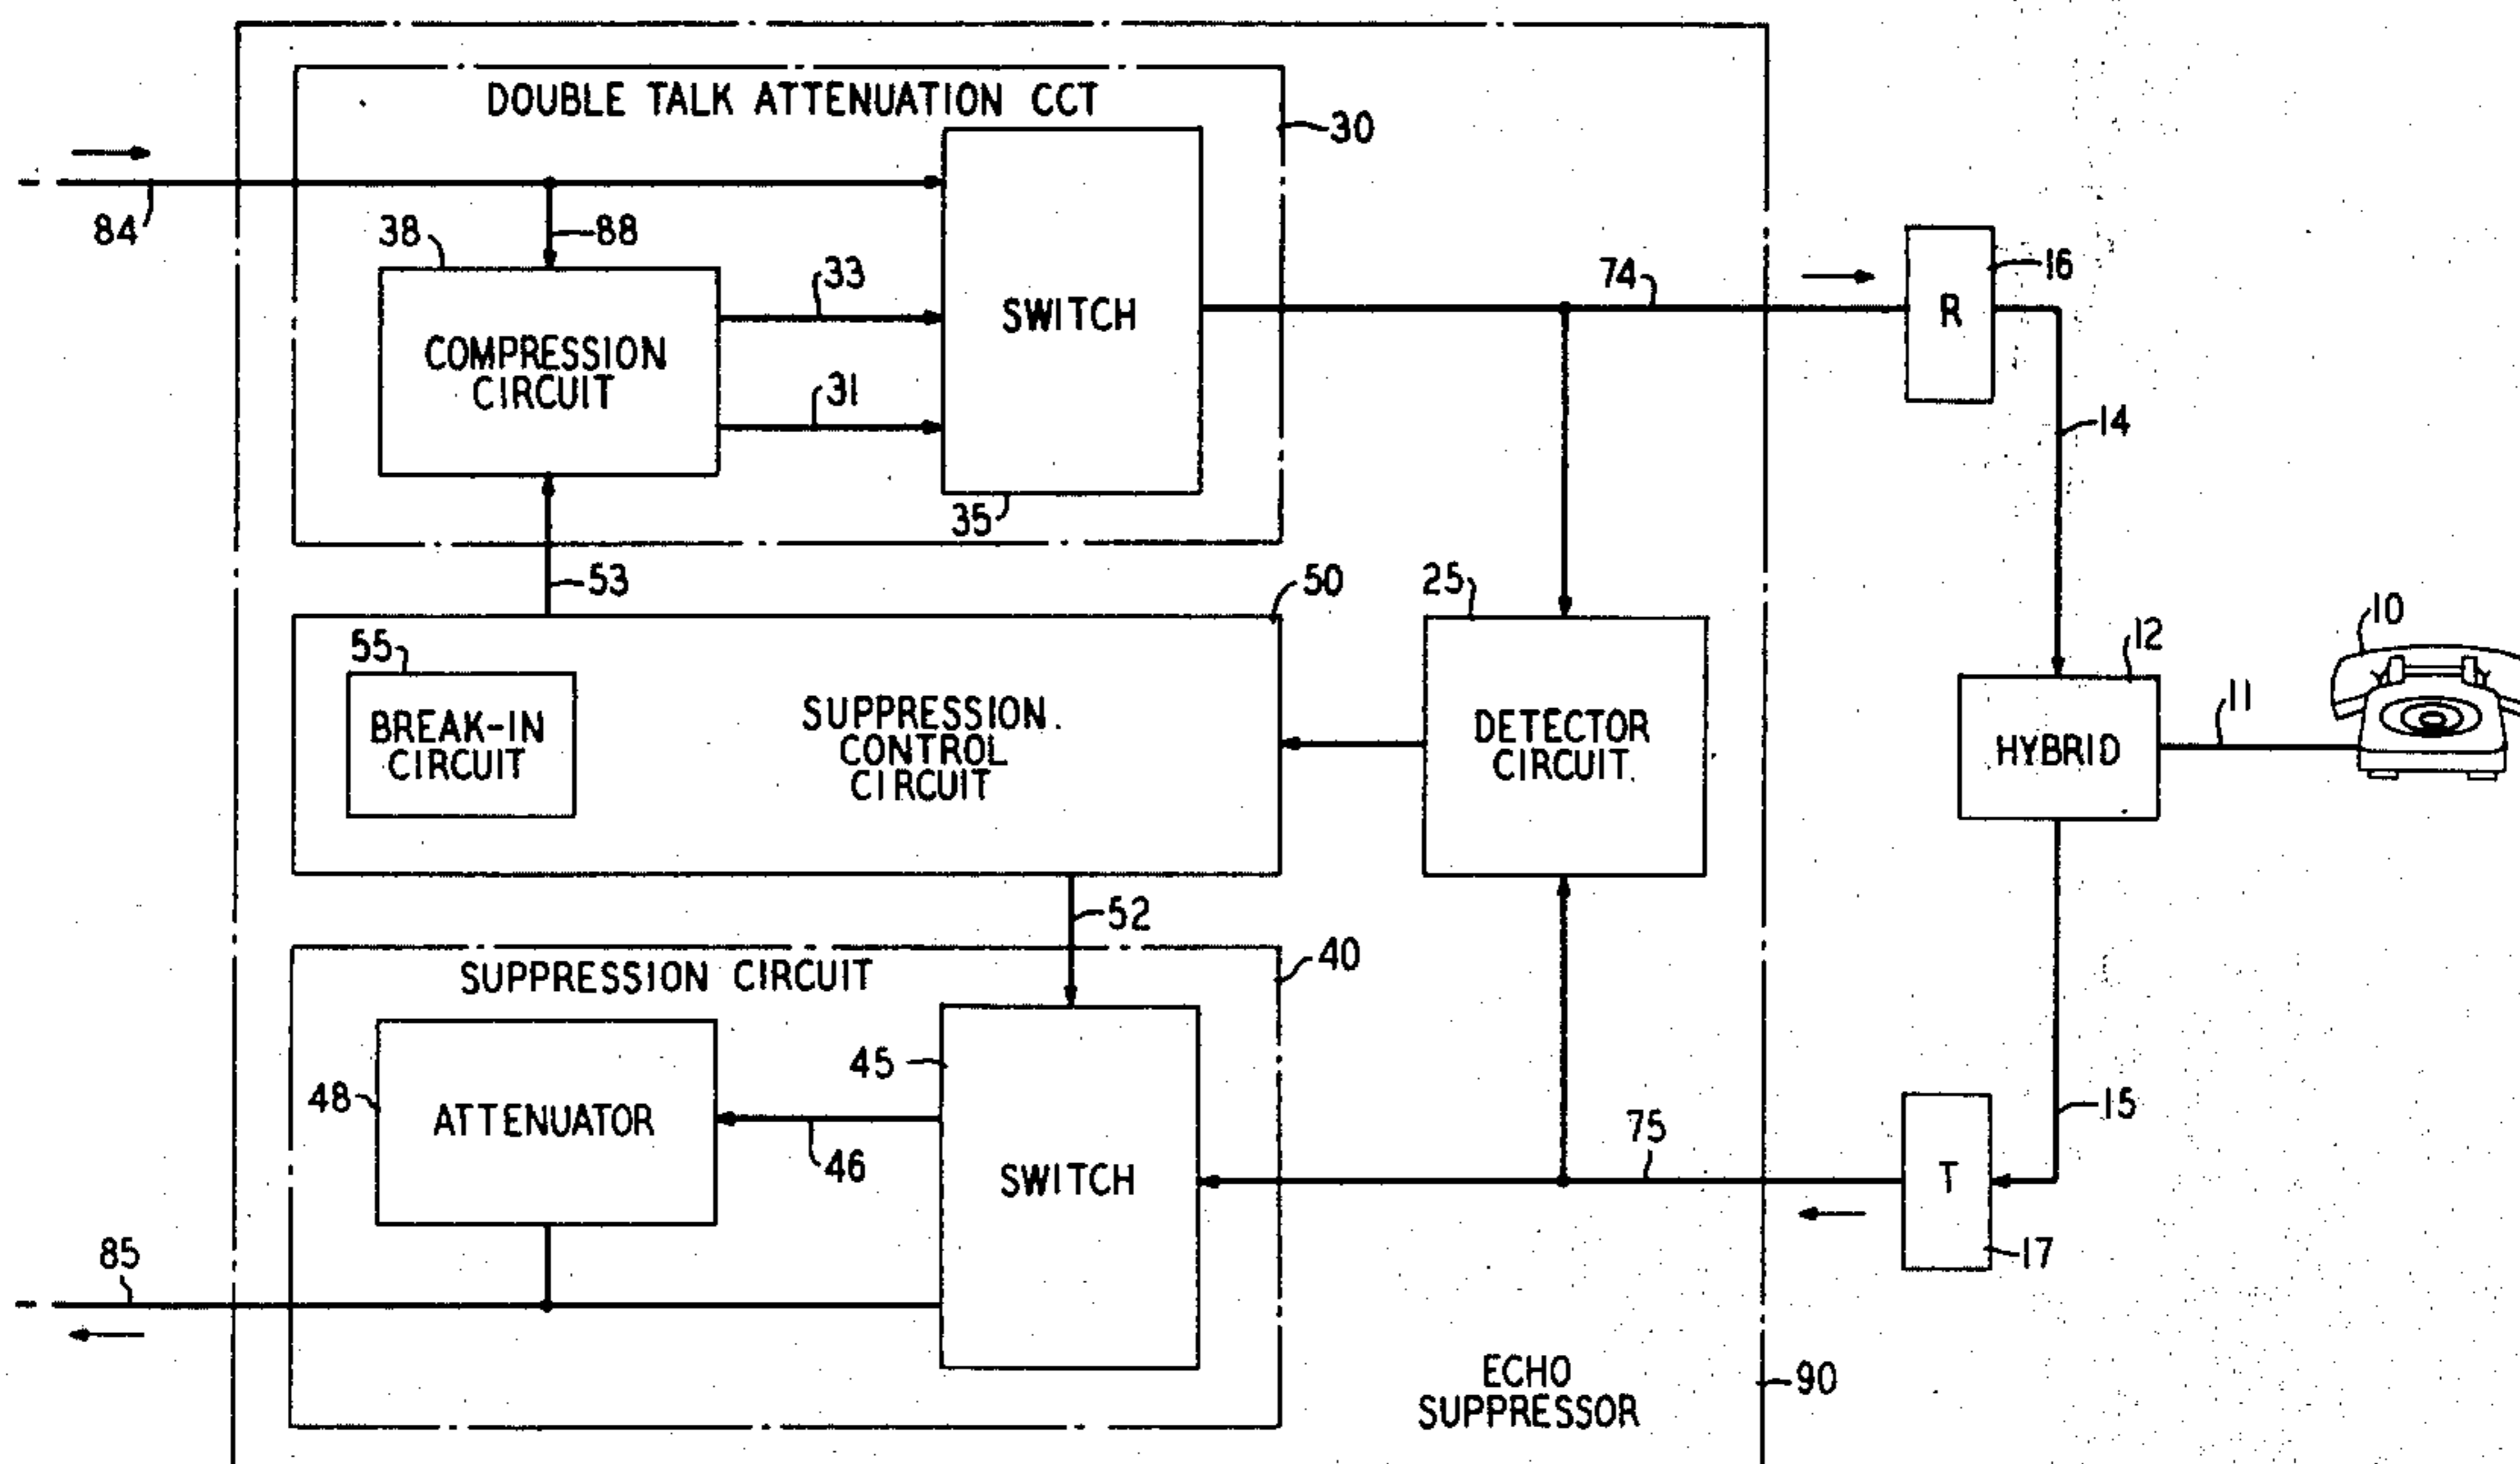 DOUBLE TALK ATTENUATION CCT
30
84
38
88
33
SWITCH
74
16
R
COMPRESSION
CIRCUIT
31
14
35
53
50
25
10
12
55
11
BREAK-IN
CIRCUIT
SUPPRESSION
CONTROL
CIRCUIT
DETECTOR
CIRCUIT
HYBRID
52
SUPPRESSION CIRCUIT
40
45
48
ATTENUATOR
46
SWITCH
75
15
T
17
85
ECHO
SUPPRESSOR
90